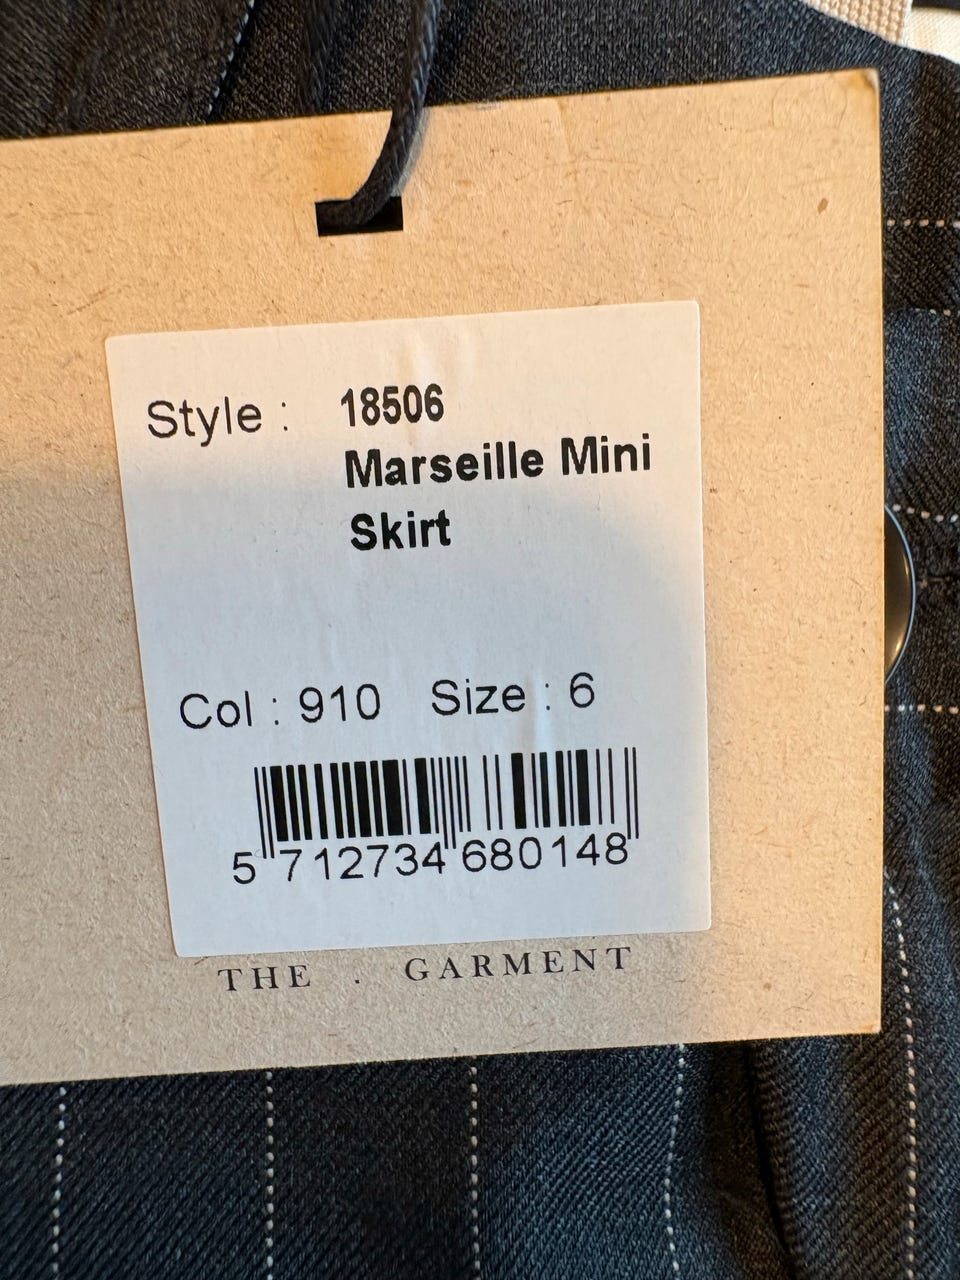 Style : 18506
Marseille Mini
Skirt
Col : 910 Size : 6
5 712734 680148
THE . GARMENT